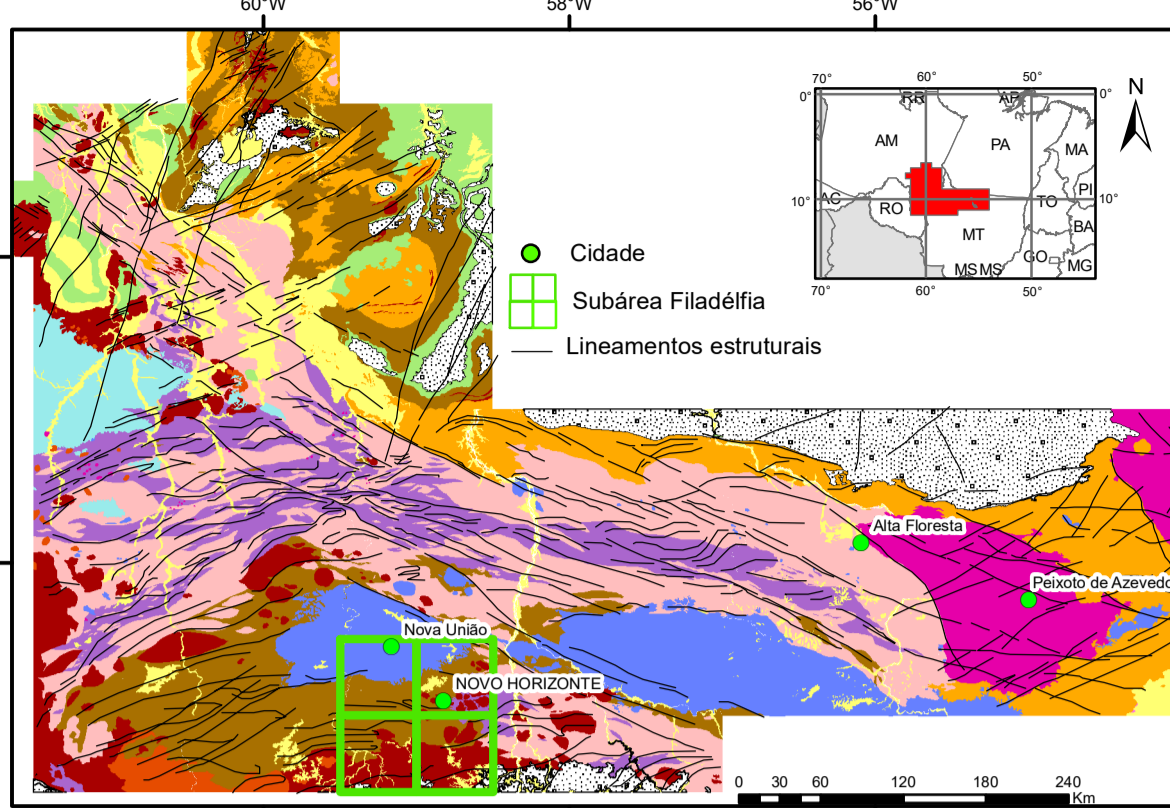 60°W 58°W 56°W
N
70° 60° 50°
0° RR AP 0°
AM PA MA
PI
AC RO TO
10° 10°
BA
MT
GO
MS MS MG
70° 60° 50°
Cidade
Subárea Filadélfia
Lineamentos estruturais
Alta Floresta
Peixoto de Azevedo
Nova União
NOVO HORIZONTE
0 30 60 120 180 240
Km